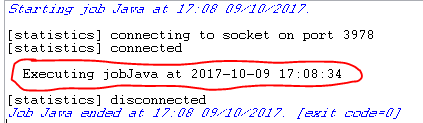 Starting job Java at 17:08 09/10/2017.
[statistics] connecting to socket on port 3978
[statistics] connected
Executing jobJava at 2017-10-09 17:08:34
[statistics] disconnected
Job Java ended at 17:08 09/10/2017. [exit code=0]